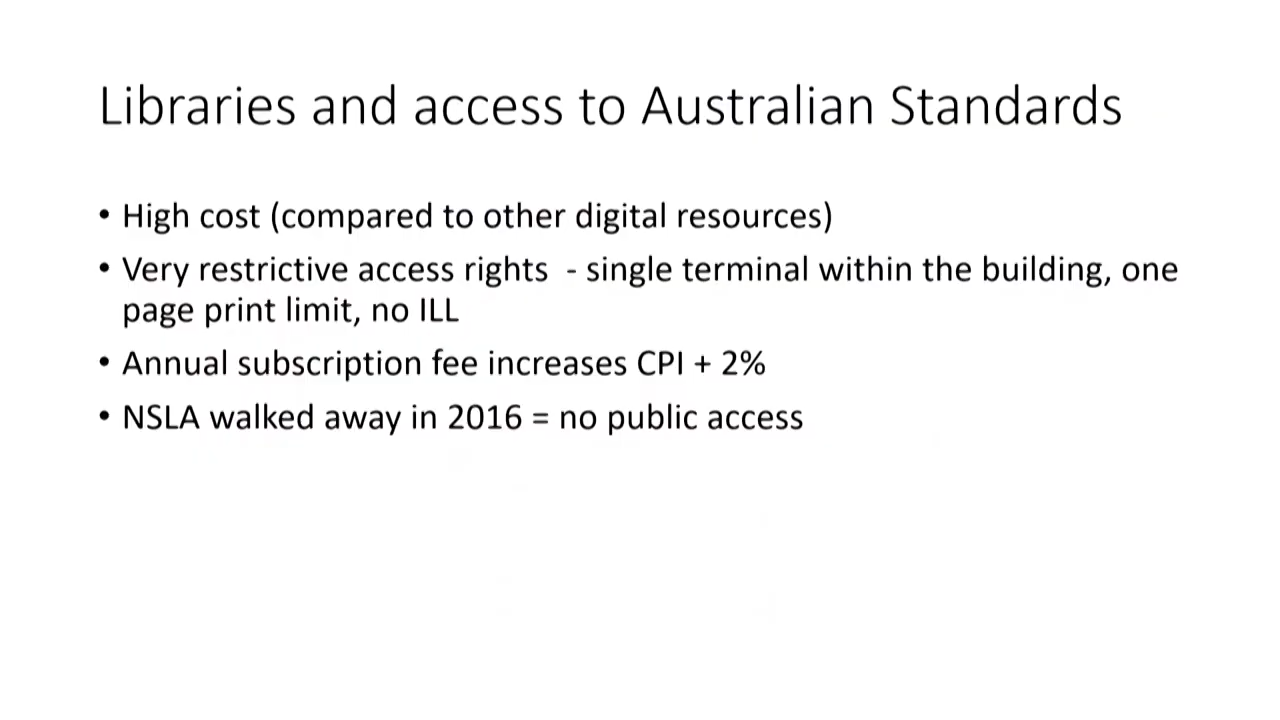 Libraries and access to Australian Standards
• High cost (compared to other digital resources)
• Very restrictive access rights  - single terminal within the building, one
page print limit, no ILL
• Annual subscription fee increases CPI + 2%
• NSLA walked away in 2016 = no public access